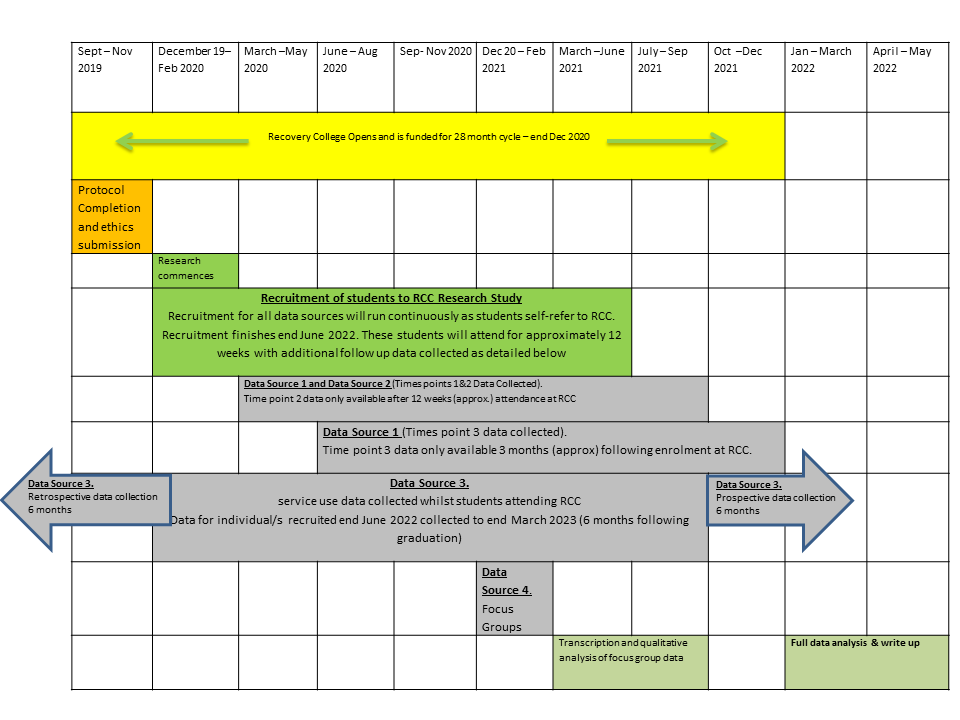 Sept – Nov
2019
December 19–
Feb 2020
March –May
2020
June – Aug
2020
Sep- Nov 2020
Dec 20 – Feb
2021
March –June
2021
July – Sep
2021
Oct –Dec
2021
Jan – March
2022
April – May
2022
Recovery College Opens and is funded for 28 month cycle – end Dec 2020
Protocol
Completion
and ethics
submission
Research
commences
Recruitment of students to RCC Research Study
Recruitment for all data sources will run continuously as students self-refer to RCC.
Recruitment finishes end June 2022. These students will attend for approximately 12
weeks with additional follow up data collected as detailed below
Data Source 1 and Data Source 2 (Times points 1&2 Data Collected).
Time point 2 data only available after 12 weeks (approx.) attendance at RCC
Data Source 1 (Times point 3 data collected).
Time point 3 data only available 3 months (approx) following enrolment at RCC.
Data Source 3.
Retrospective data collection
6 months
Data Source 3.
service use data collected whilst students attending RCC
Data for individual/s recruited end June 2022 collected to end March 2023 (6 months following
graduation)
Data Source 3.
Prospective data collection
6 months
Data
Source 4.
Focus
Groups
Transcription and qualitative
analysis of focus group data
Full data analysis & write up